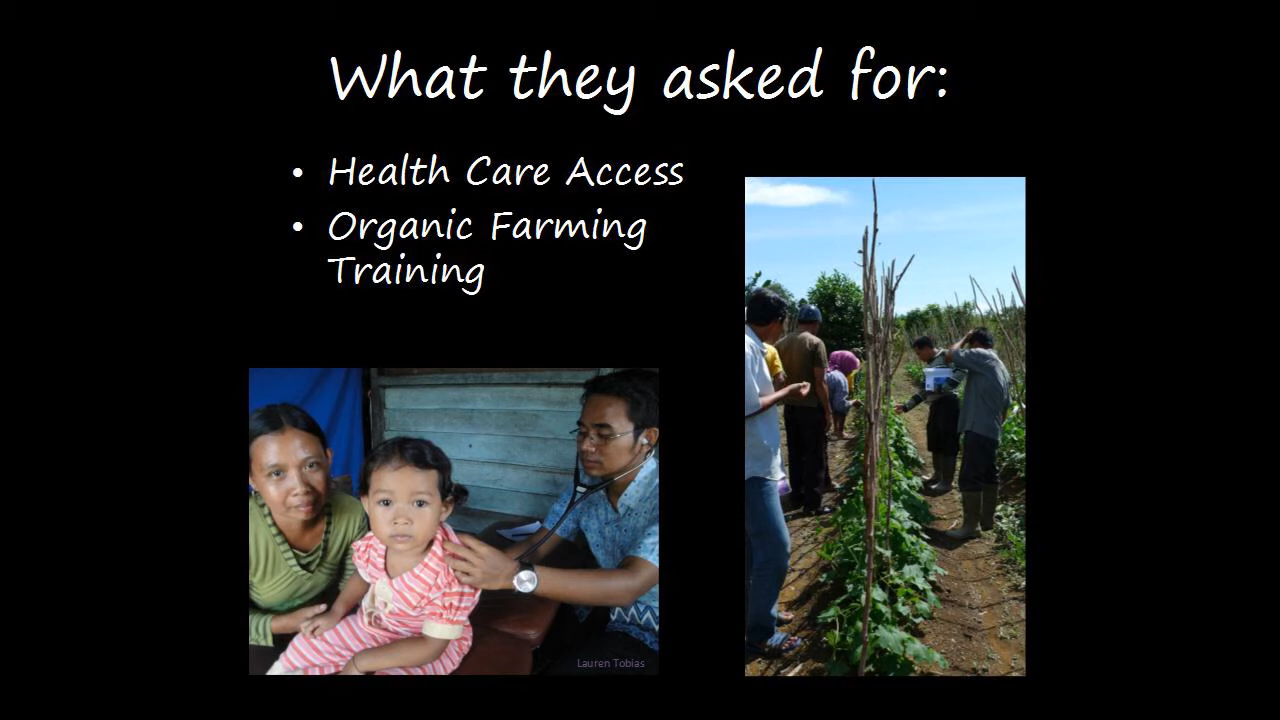 What they asked for:
• Health Care Access
• Organic Farming
Training
Lauren Tobias